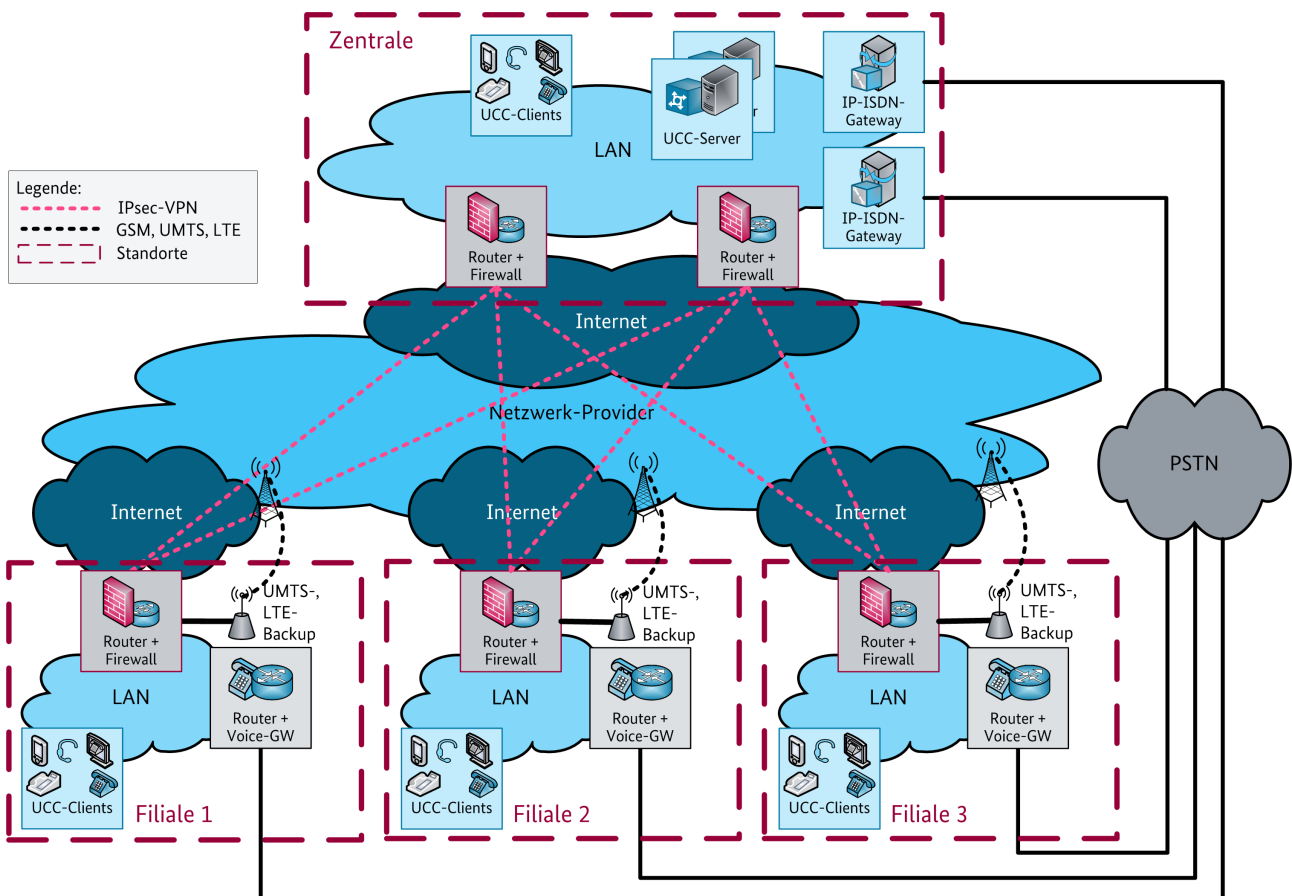 Zentrale
UCC-Clients
r
UCC-Server
IP-ISDN-
Gateway
LAN
IP-ISDN-
Gateway
Legende:
IPsec-VPN
GSM, UMTS, LTE
Standorte
Router +
Firewall
Router +
Firewall
Internet
Netzwerk-Provider
PSTN
Internet
Internet
Internet
Router +
Firewall
UMTS-,
LTE-
Backup
LAN
Router +
Voice-GW
UCC-Clients
Filiale 1
Router +
Firewall
UMTS-,
LTE-
Backup
LAN
Router +
Voice-GW
UCC-Clients
Filiale 2
Router +
Firewall
UMTS-,
LTE-
Backup
LAN
Router +
Voice-GW
UCC-Clients
Filiale 3